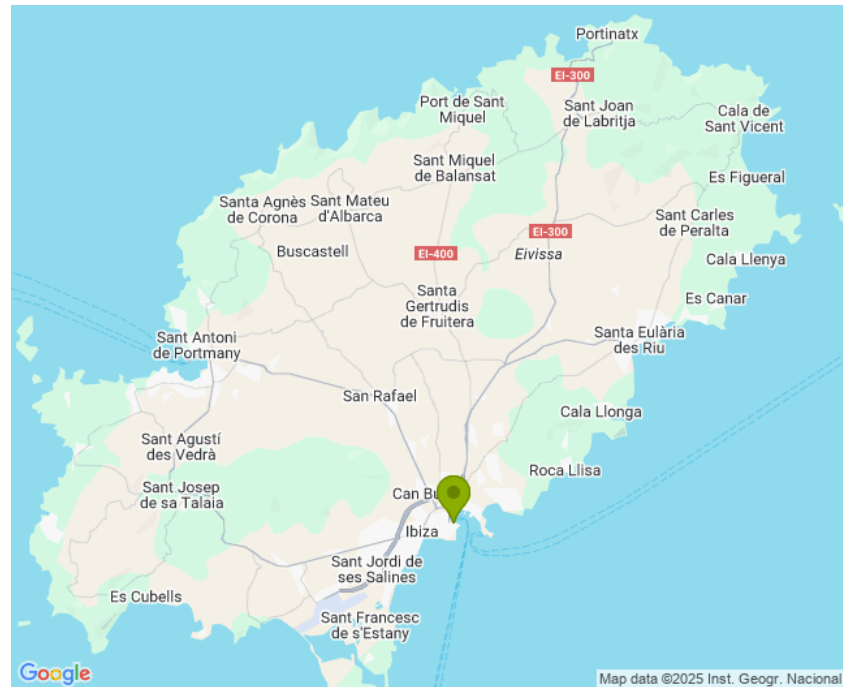 Portinatx
EI-300
Port de Sant
Miquel
Sant Joan
de Labritja
Cala de
Sant Vicent
Sant Miquel
de Balansat
Es Figueral
Santa Agnès
de Corona
Sant Mateu
d'Albarca
Sant Carles
de Peralta
EI-300
Buscastell
EI-400
Eivissa
Cala Llenya
Santa
Gertrudis
de Fruitera
Es Canar
Sant Antoni
de Portmany
Santa Eulària
des Riu
San Rafael
Cala Llonga
Sant Agustí
des Vedrà
Roca Llisa
Sant Josep
de sa Talaia
Can Bu
Ibiza
Sant Jordi de
ses Salines
Es Cubells
Sant Francesc
de s'Estany
Google
Map data ©2025 Inst. Geogr. Nacional